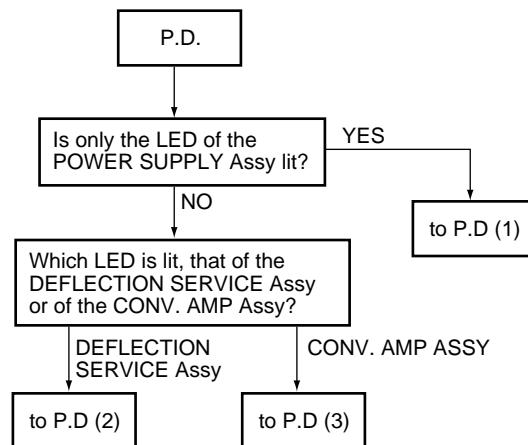 P.D.
Is only the LED of the
POWER SUPPLY Assy lit?
YES
NO
to P.D (1)
Which LED is lit, that of the
DEFLECTION SERVICE Assy
or of the CONV. AMP Assy?
DEFLECTION
SERVICE Assy
CONV. AMP ASSY
to P.D (2)
to P.D (3)